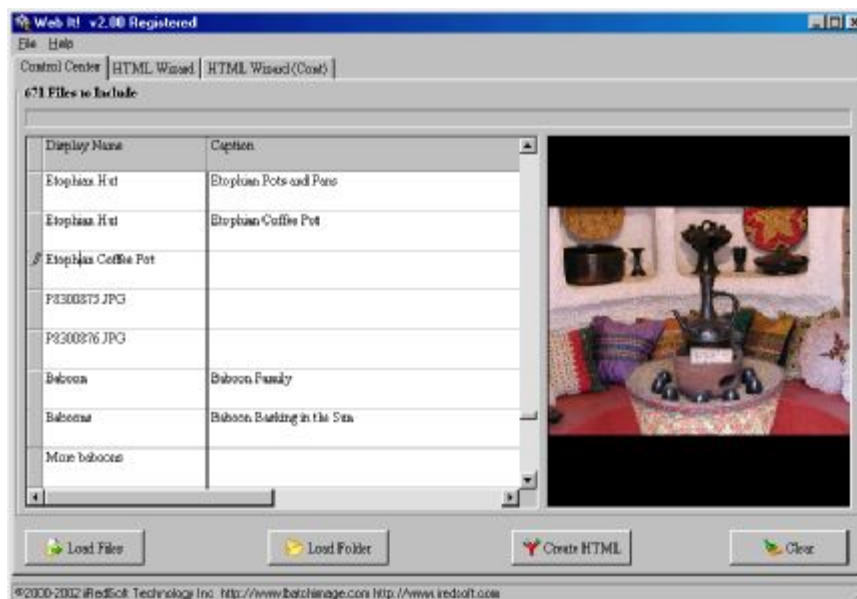 Web It! v2.00 Registered
File Help
Control Center HTML Wizard HTML Wizard (Cont)
671 Files to Include
Display Name Caption
Etophian Hut Etophian Pots and Pans
Etophian Hut Etophian Coffee Pot
Etophian Coffee Pot
P8300875.JPG
P8300876.JPG
Baboon Baboon Family
Baboons Baboon Basking in the Sun
More baboons
Load Files Load Folder Create HTML Clear
©2000-2002 iRedSoft Technology Inc http://www.batchimage.com http://www.iredsoft.com